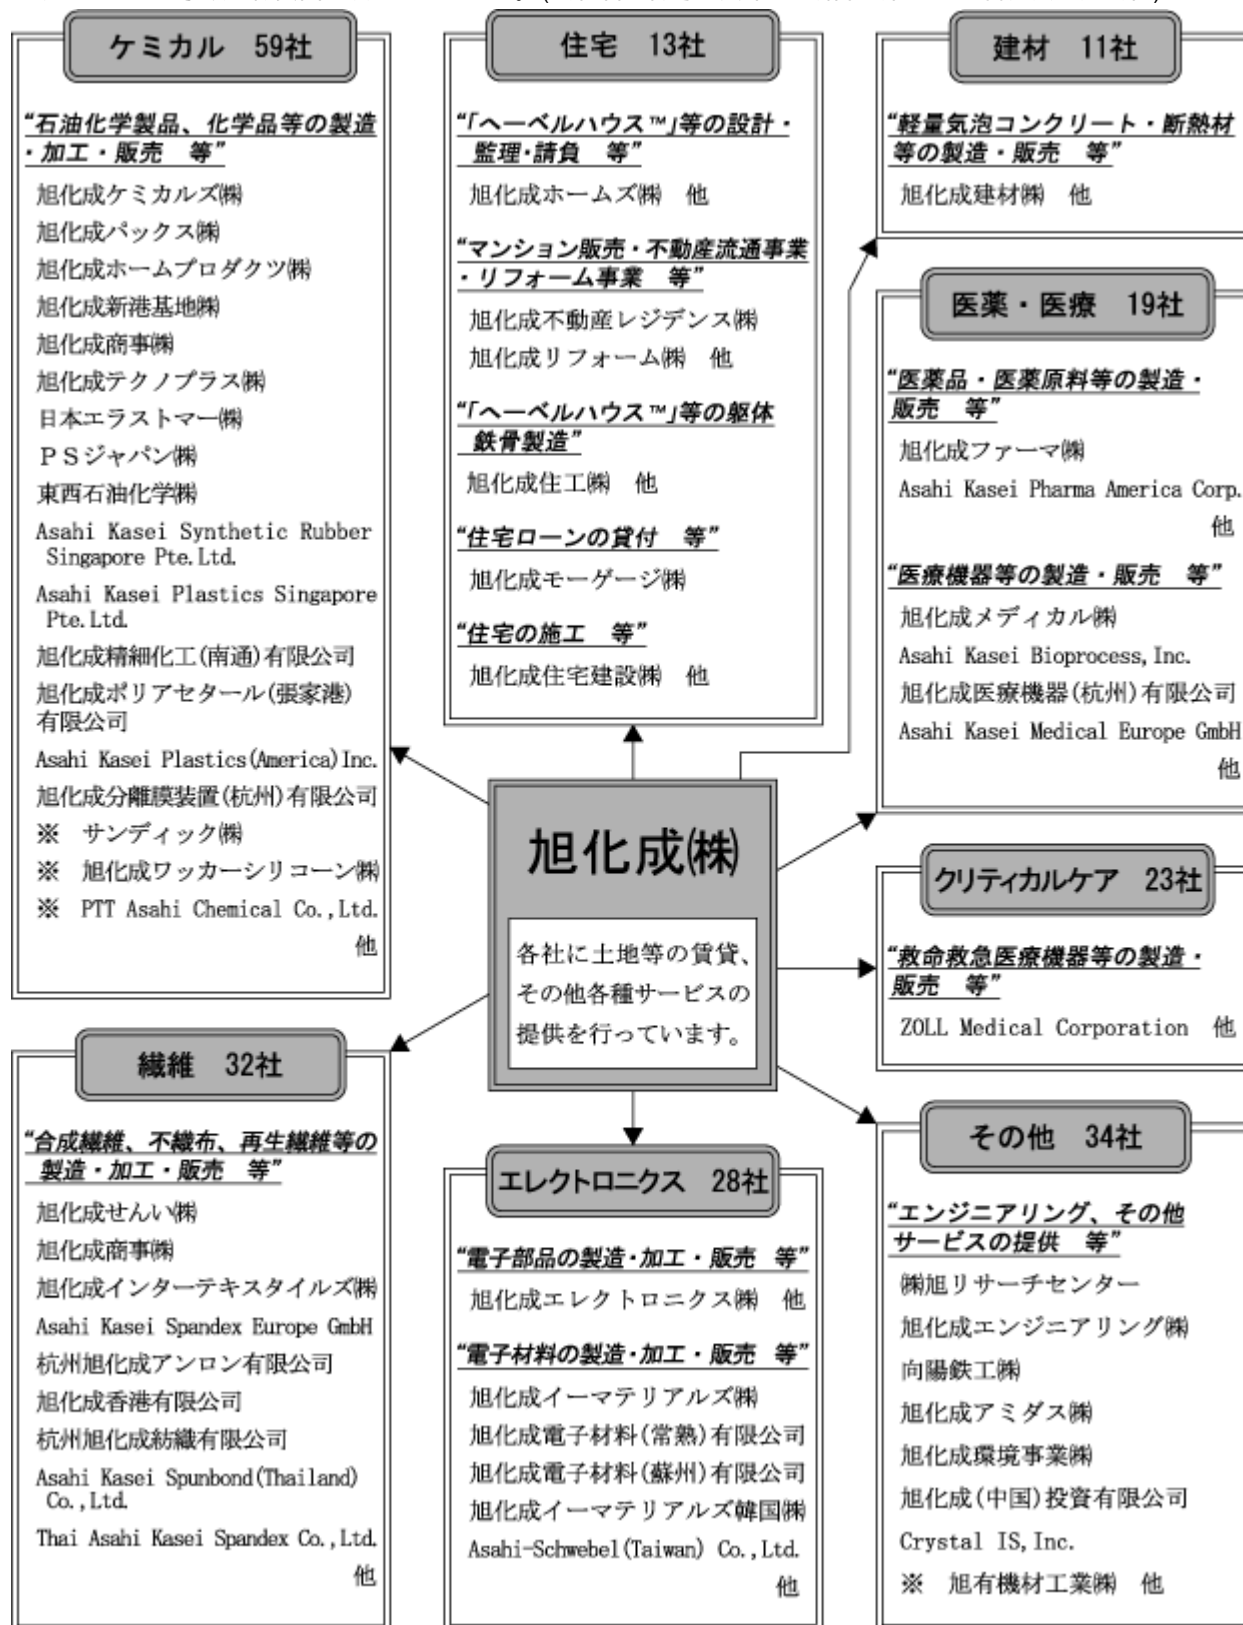 ケミカル 59社
“石油化学製品、化学品等の製造
・加工・販売 等”
旭化成ケミカルズ㈱
旭化成パックス㈱
旭化成ホームプロダクツ㈱
旭化成新港基地㈱
旭化成商事㈱
旭化成テクノプラス㈱
日本エラストマー㈱
ＰＳジャパン㈱
東西石油化学㈱
Asahi Kasei Synthetic Rubber
Singapore Pte.Ltd.
Asahi Kasei Plastics Singapore
Pte.Ltd.
旭化成精細化工(南通)有限公司
旭化成ポリアセタール(張家港)
有限公司
Asahi Kasei Plastics(America)Inc.
旭化成分離膜装置(杭州)有限公司
※ サンディック㈱
※ 旭化成ワッカーシリコーン㈱
※ PTT Asahi Chemical Co.,Ltd.
他
繊維 32社
“合成繊維、不織布、再生繊維等の
製造・加工・販売 等”
旭化成せんい㈱
旭化成商事㈱
旭化成インターテキスタイルズ㈱
Asahi Kasei Spandex Europe GmbH
杭州旭化成アンロン有限公司
旭化成香港有限公司
杭州旭化成紡織有限公司
Asahi Kasei Spunbond(Thailand)
Co.,Ltd.
Thai Asahi Kasei Spandex Co.,Ltd.
他
住宅 13社
“「ヘーベルハウス™」等の設計・
監理・請負 等”
旭化成ホームズ㈱ 他
“マンション販売・不動産流通事業
・リフォーム事業 等”
旭化成不動産レジデンス㈱
旭化成リフォーム㈱ 他
“「ヘーベルハウス™」等の躯体
鉄骨製造”
旭化成住工㈱ 他
“住宅ローンの貸付 等”
旭化成モーゲージ㈱
“住宅の施工 等”
旭化成住宅建設㈱ 他
旭化成㈱
各社に土地等の賃貸、
その他各種サービスの
提供を行っています。
エレクトロニクス 28社
“電子部品の製造・加工・販売 等”
旭化成エレクトロニクス㈱ 他
“電子材料の製造・加工・販売 等”
旭化成イーマテリアルズ㈱
旭化成電子材料(常熟)有限公司
旭化成電子材料(蘇州)有限公司
旭化成イーマテリアルズ韓国㈱
Asahi-Schwebel(Taiwan) Co.,Ltd.
他
建材 11社
“軽量気泡コンクリート・断熱材
等の製造・販売 等”
旭化成建材㈱ 他
医薬・医療 19社
“医薬品・医薬原料等の製造・
販売 等”
旭化成ファーマ㈱
Asahi Kasei Pharma America Corp.
他
“医療機器等の製造・販売 等”
旭化成メディカル㈱
Asahi Kasei Bioprocess,Inc.
旭化成医療機器(杭州)有限公司
Asahi Kasei Medical Europe GmbH
他
クリティカルケア 23社
“救命救急医療機器等の製造・
販売 等”
ZOLL Medical Corporation 他
その他 34社
“エンジニアリング、その他
サービスの提供 等”
㈱旭リサーチセンター
旭化成エンジニアリング㈱
向陽鉄工㈱
旭化成アミダス㈱
旭化成環境事業㈱
旭化成(中国)投資有限公司
Crystal IS,Inc.
※ 旭有機材工業㈱ 他